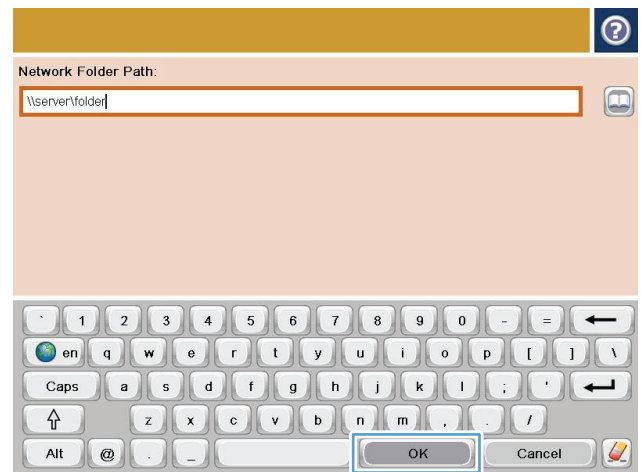 ?
Network Folder Path:
\\server\folder
` 1 2 3 4 5 6 7 8 9 0 - =
en q w e r t y u i o p [ ] \
Caps a s d f g h j k l ; '
z x c v b n m , . /
Alt @ . _ OK Cancel